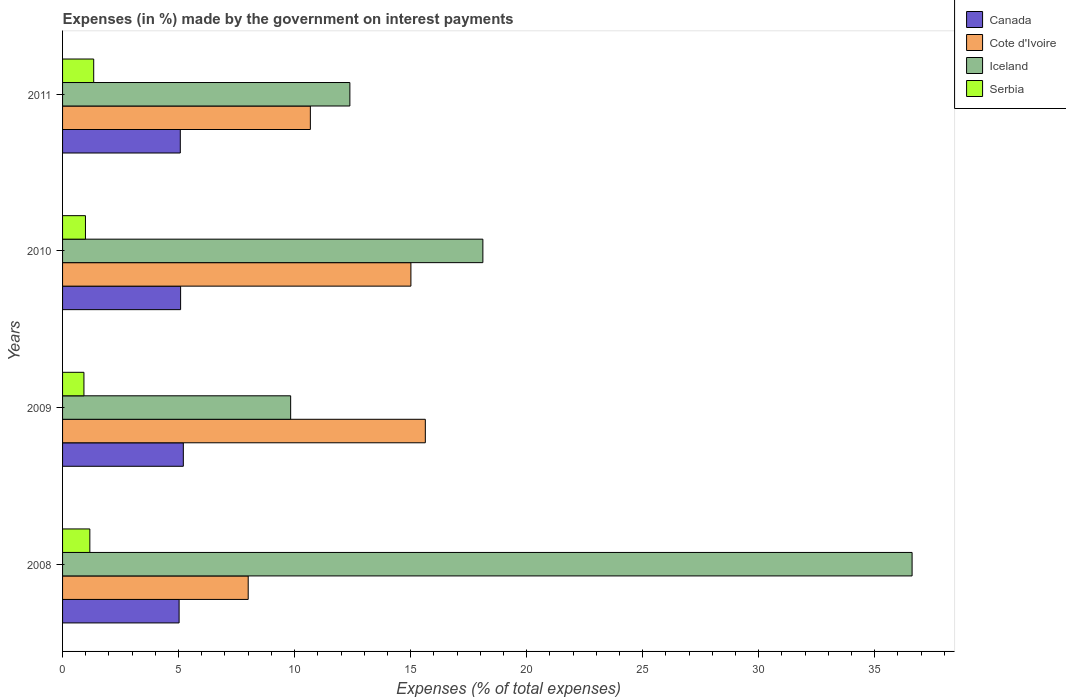 Expenses (in %) made by the government on interest payments
Canada
Cote d'Ivoire
Iceland
Serbia
2011
2010
2009
2008
Years
0
5
10
15
20
25
30
35
Expenses (% of total expenses)